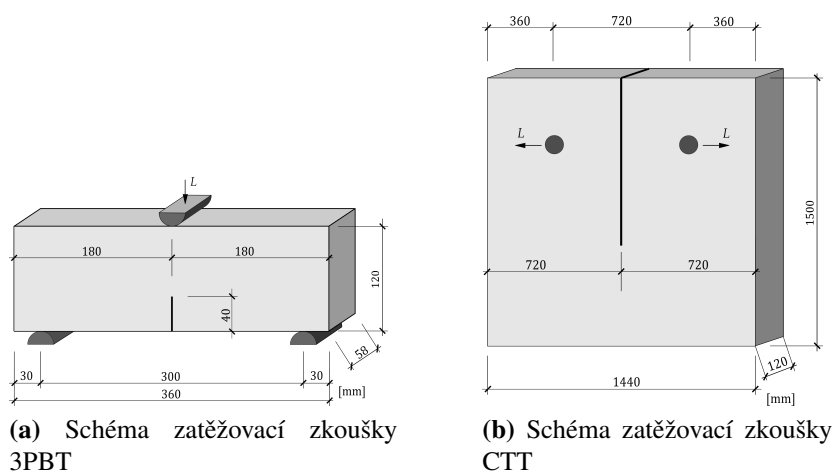 L
180 180
120
40
58
30 300 30
360
[mm]
(a) Schéma zatěžovací zkoušky
3PBT
360 720 360
L L
1500
720 720
120
1440
[mm]
(b) Schéma zatěžovací zkoušky
CTT